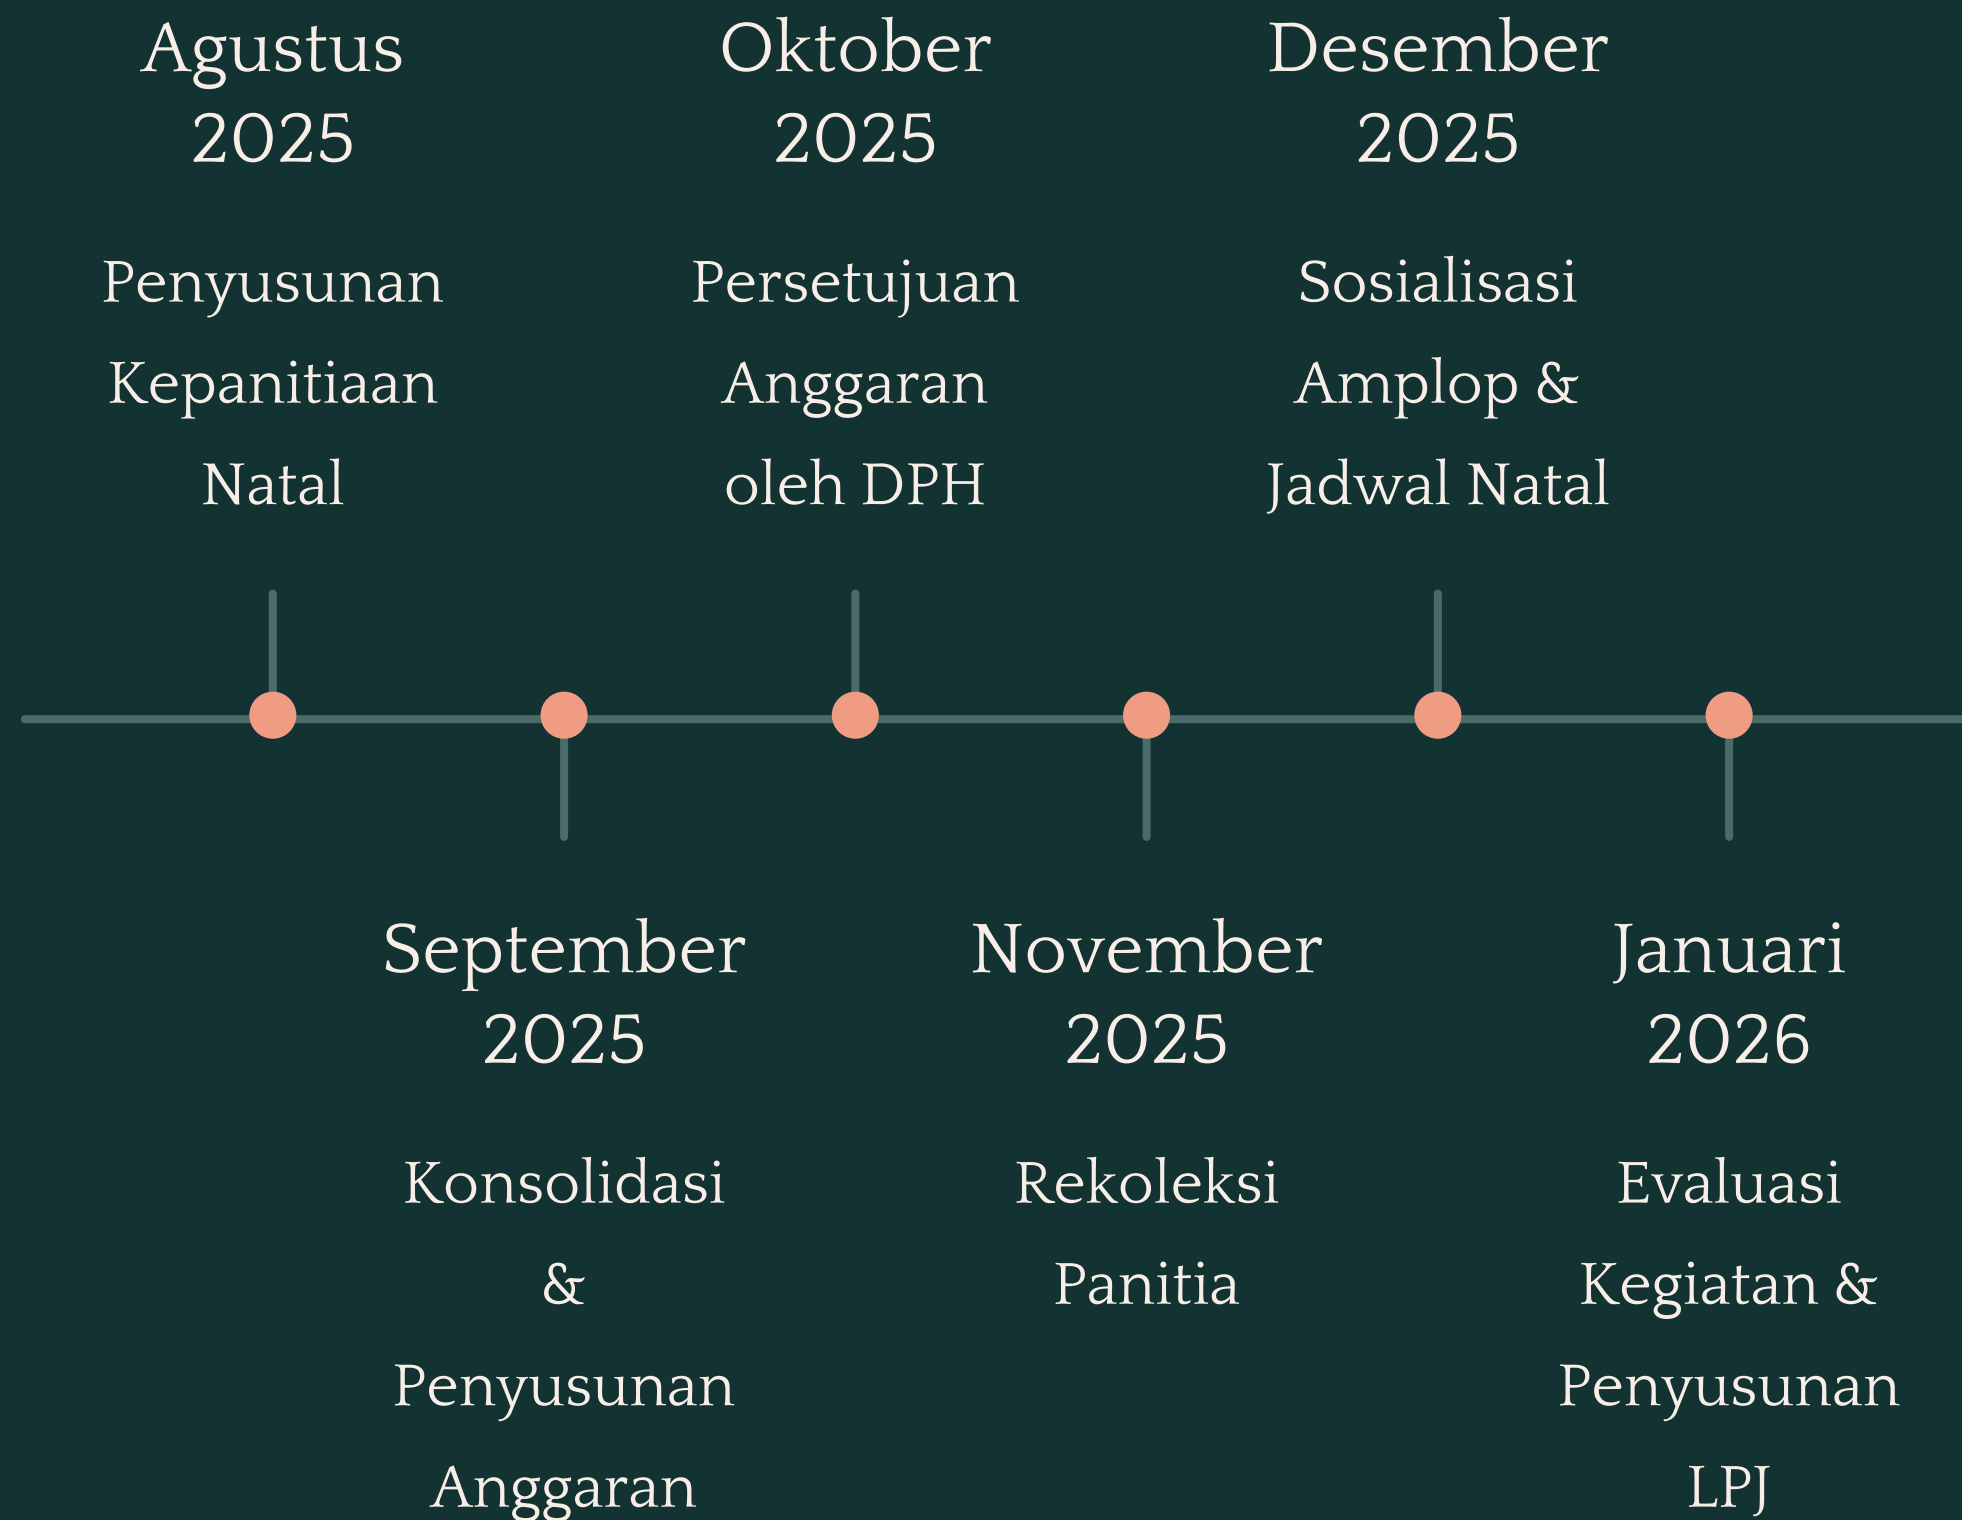 Agustus
2025
Penyusunan
Kepanitiaan
Natal
Oktober
2025
Persetujuan
Anggaran
oleh DPH
Desember
2025
Sosialisasi
Amplop &
Jadwal Natal
September
2025
Konsolidasi
&
Penyusunan
Anggaran
November
2025
Rekoleksi
Panitia
Januari
2026
Evaluasi
Kegiatan &
Penyusunan
LPJ